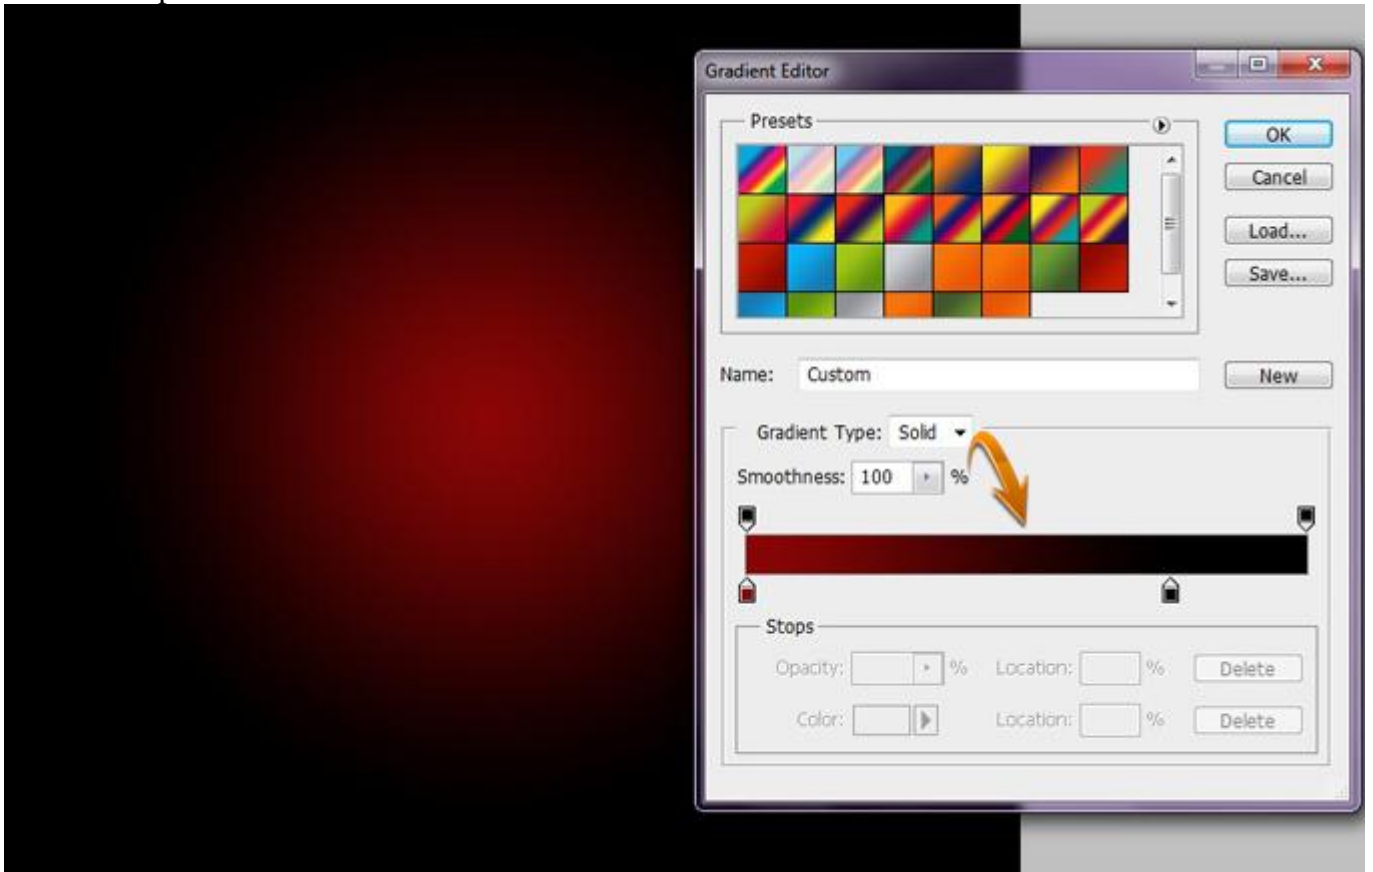 Gradient Editor
Presets
OK
Cancel
Load...
Save...
Name: Custom
New
Gradient Type: Solid
Smoothness: 100 %
Stops
Opacity: % Location: % Delete
Color: Location: % Delete